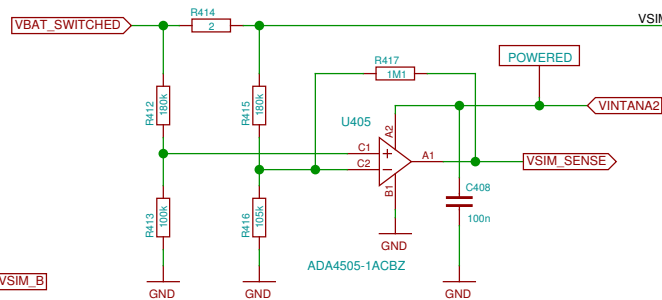 R414
VBAT_SWITCHED
2
VSIM
R417
1M1
POWERED
R412
180k
R415
180k
U405
A2
VINTANA2
C1
C2
A1
VSIM_SENSE
B1
C408
100n
R413
100k
R416
105k
GND
ADA4505-1ACBZ
VSIM_B
GND
GND
GND